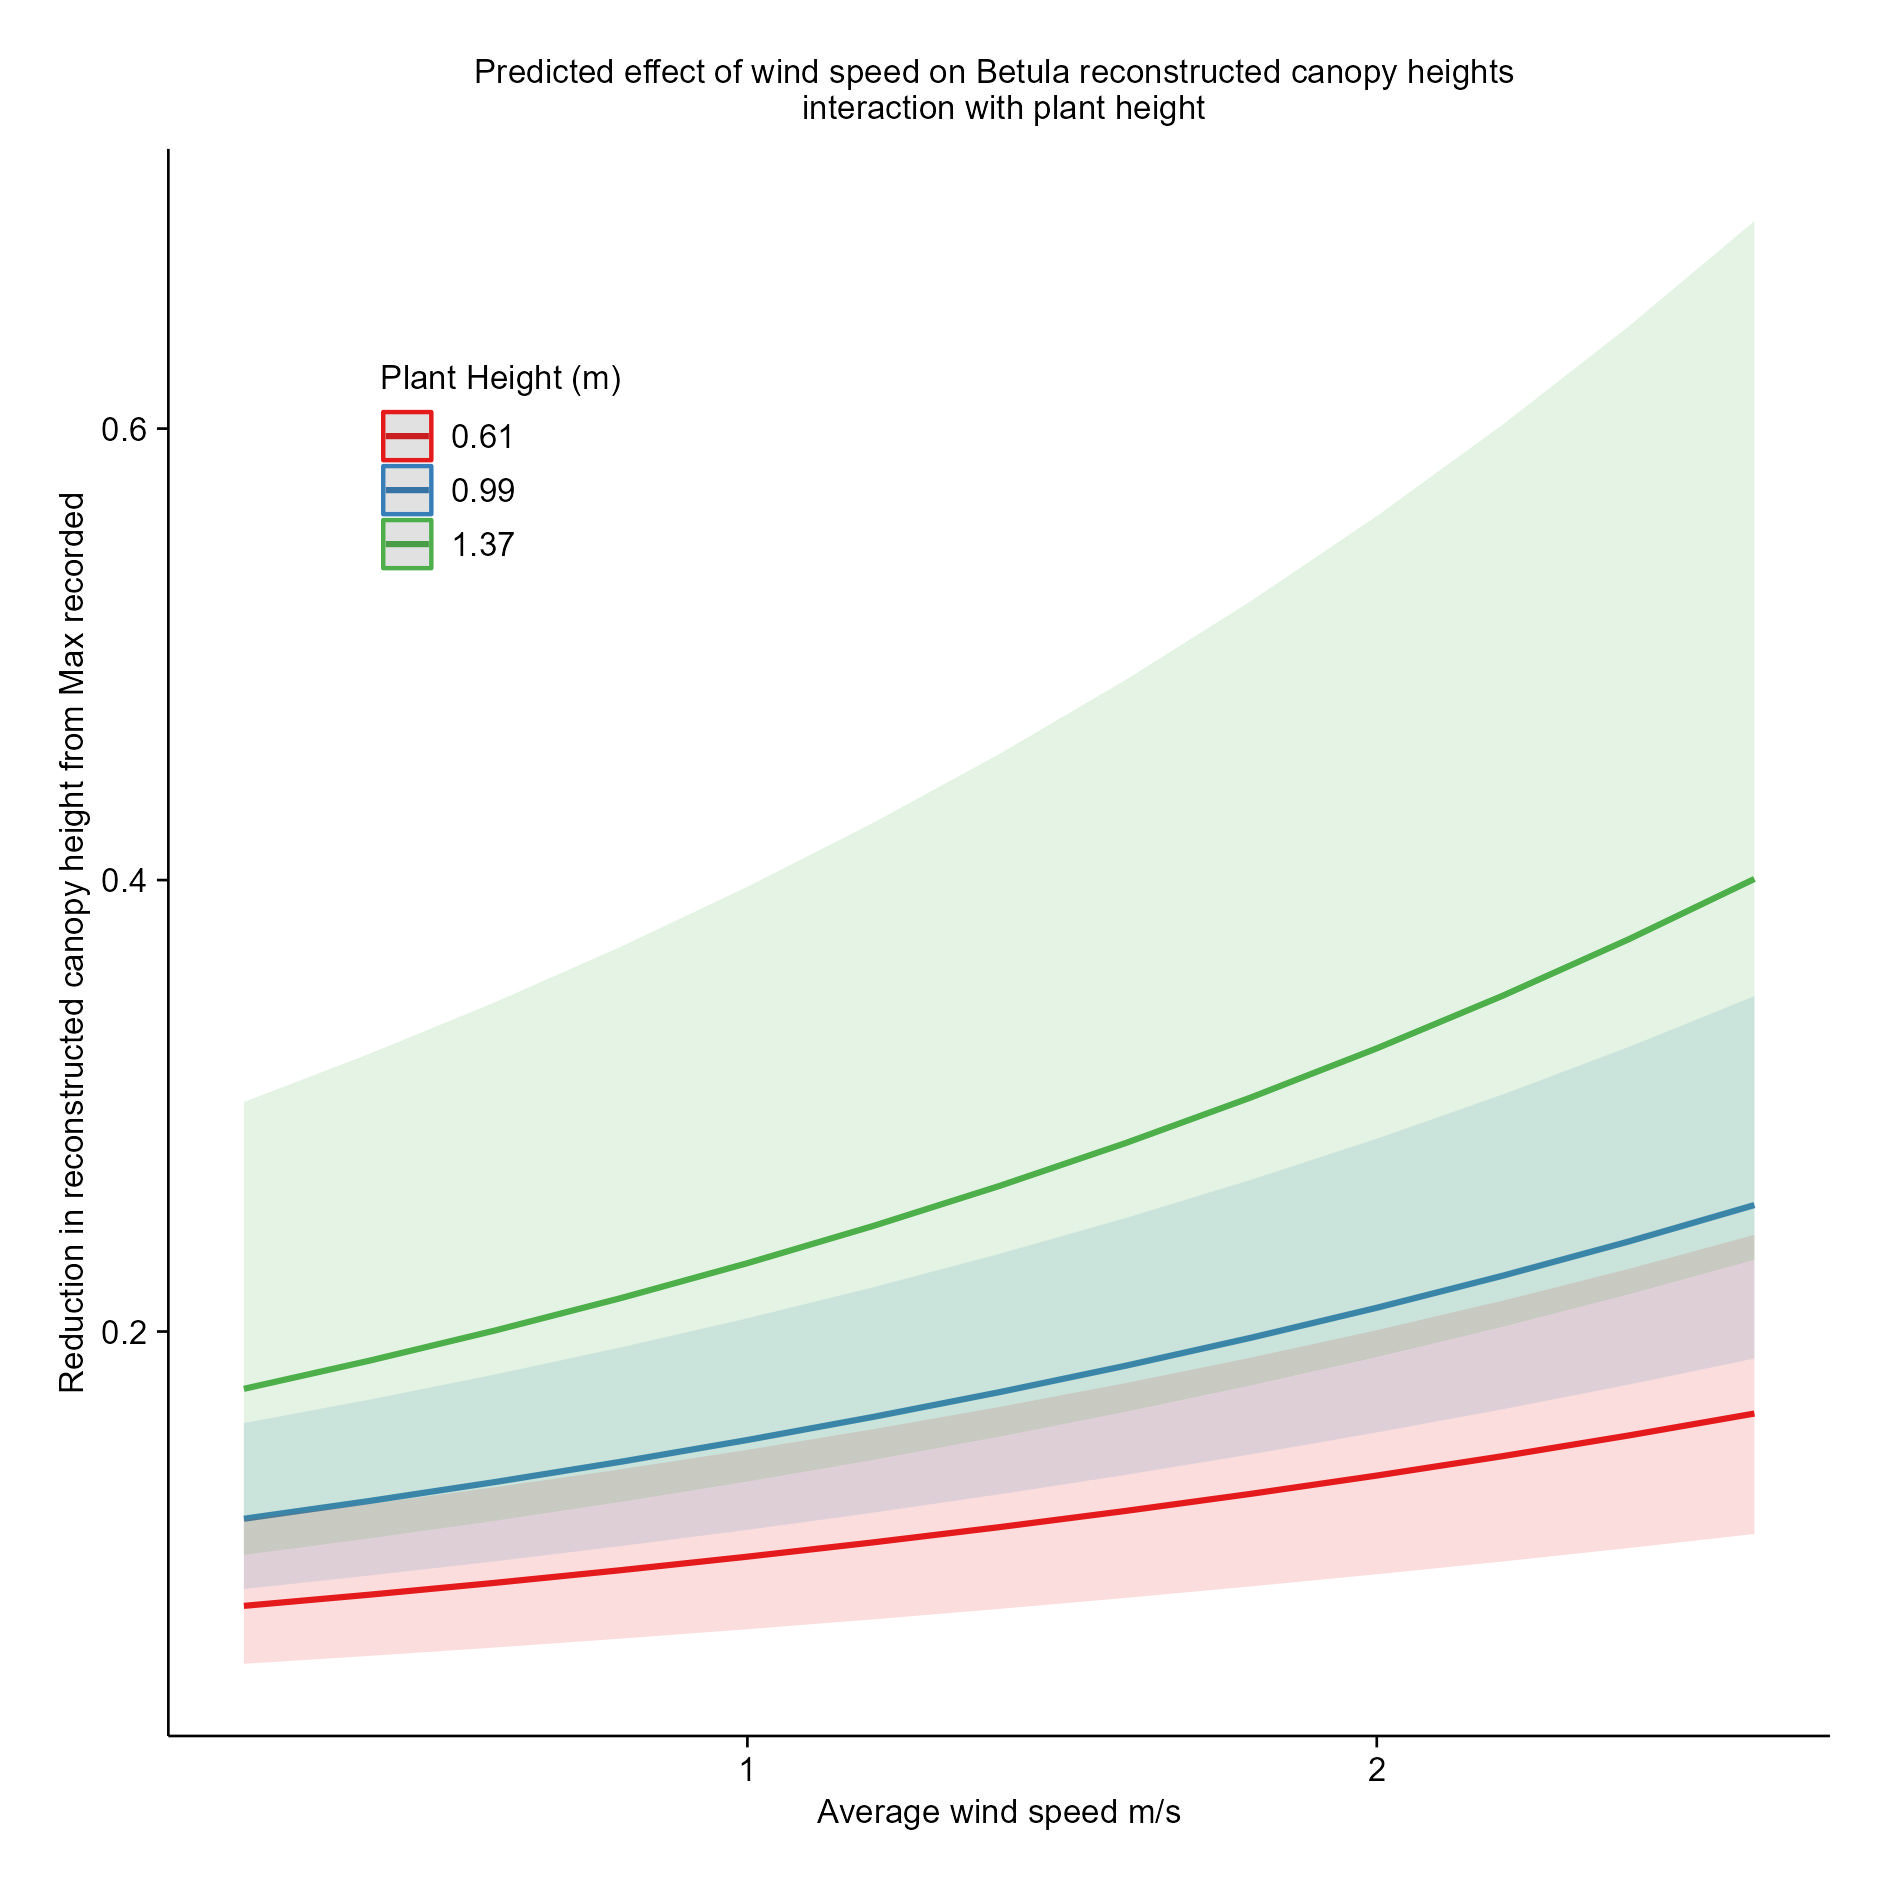 Predicted effect of wind speed on Betula reconstructed canopy heights
interaction with plant height
Plant Height (m)
0.61
0.99
1.37
0.6
0.4
0.2
Reduction in reconstructed canopy height from Max recorded
1
2
Average wind speed m/s